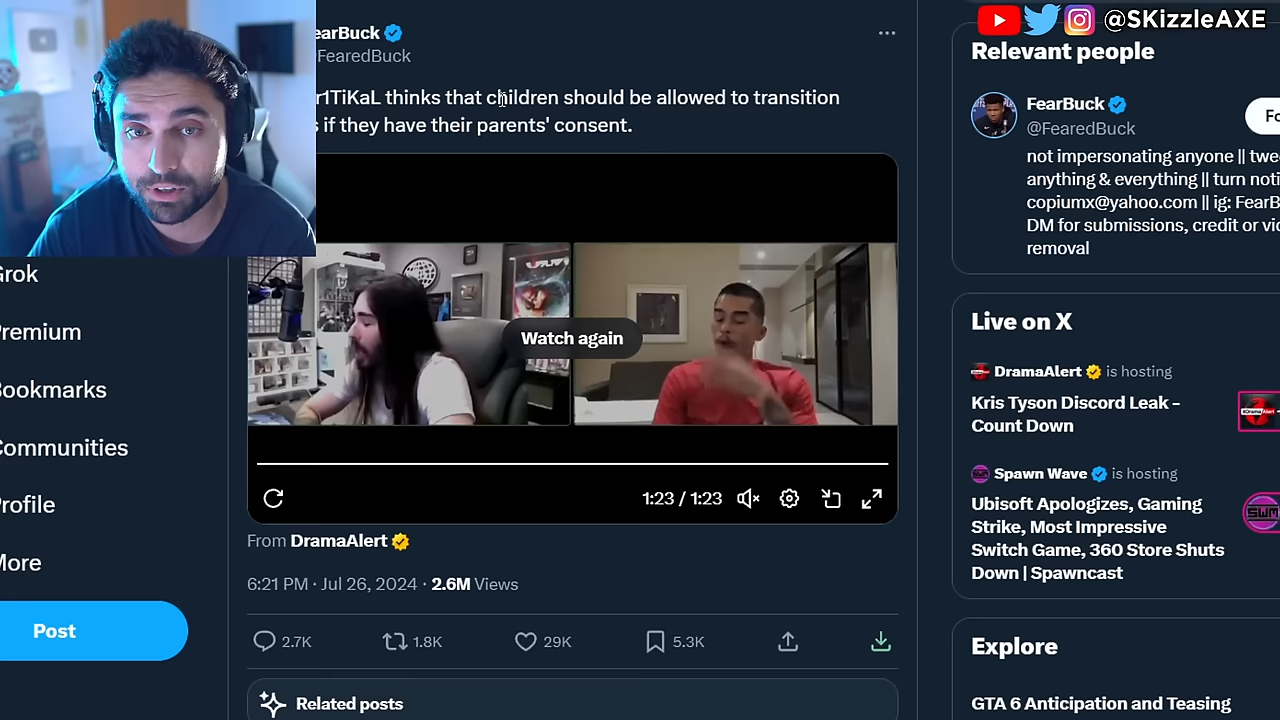 @SKizzleAXE
earBuck
FearedBuck
r1TiKaL thinks that children should be allowed to transition
s if they have their parents' consent.
Watch again
1:23 / 1:23
From DramaAlert
6:21 PM · Jul 26, 2024 · 2.6M Views
2.7K 1.8K 29K 5.3K
Related posts
Grok
Premium
Bookmarks
Communities
Profile
More
Post
Relevant people
FearBuck
@FearedBuck
Fo
not impersonating anyone || twe
anything & everything || turn noti
copiumx@yahoo.com || ig: FearB
DM for submissions, credit or vi
removal
Live on X
DramaAlert is hosting
Kris Tyson Discord Leak -
Count Down
Spawn Wave is hosting
Ubisoft Apologizes, Gaming
Strike, Most Impressive
Switch Game, 360 Store Shuts
Down | Spawncast
Explore
GTA 6 Anticipation and Teasing